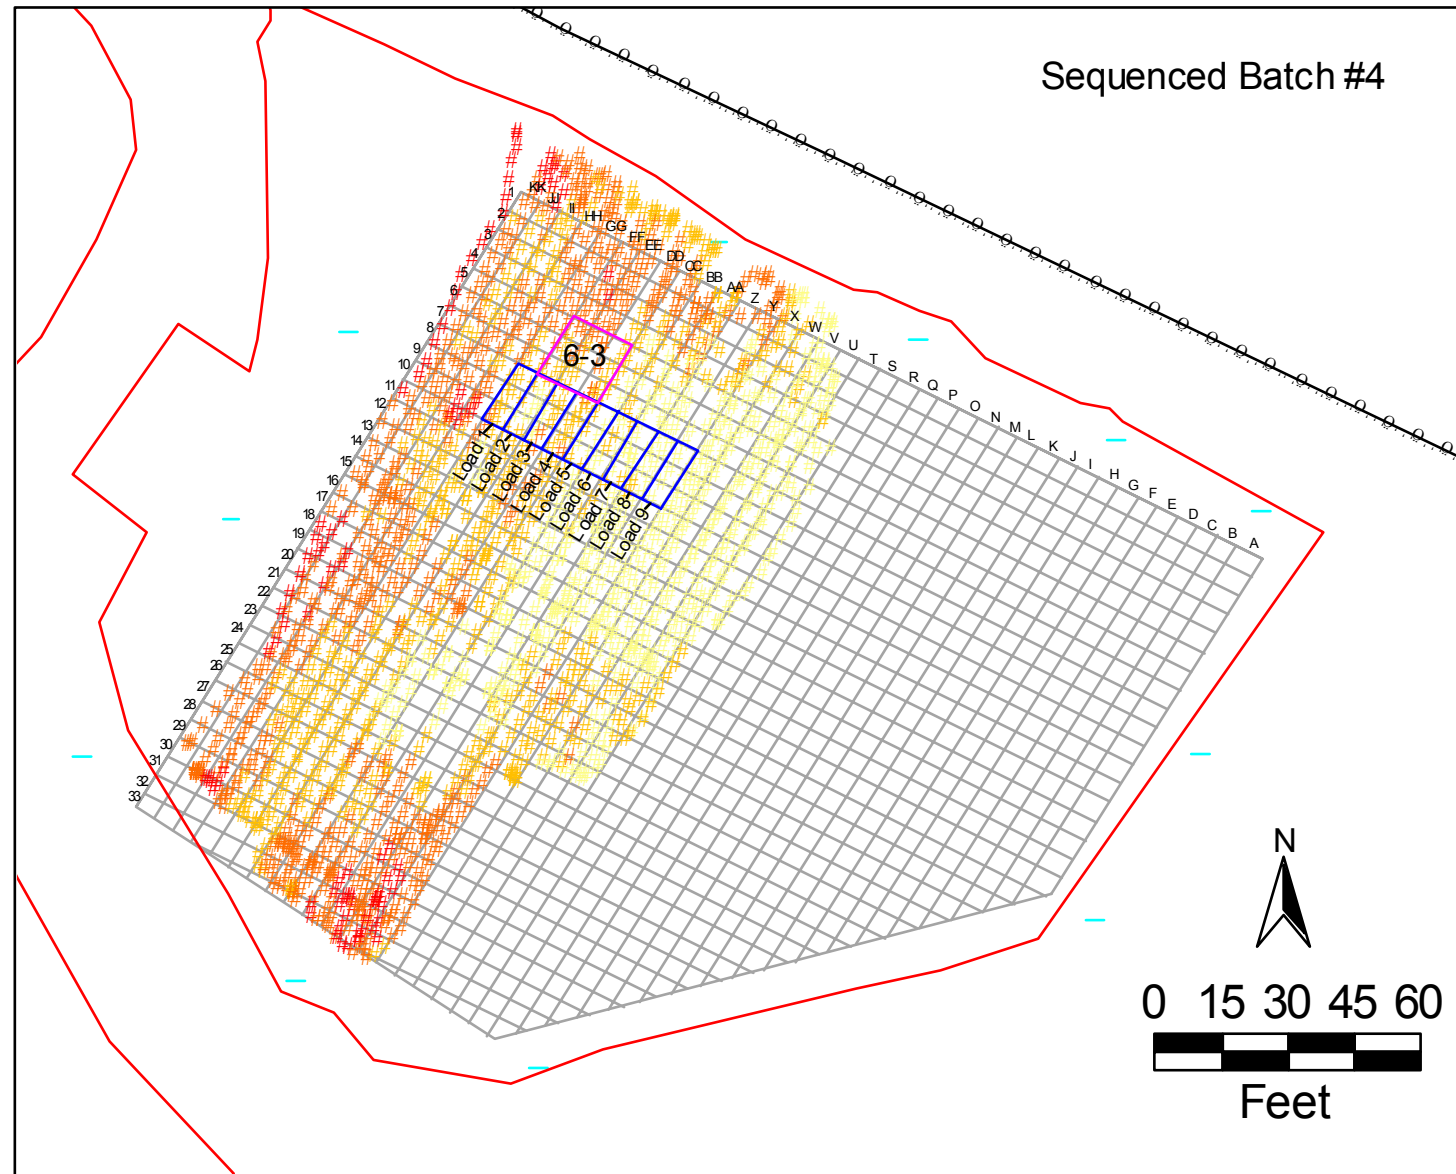 Sequenced Batch #4
KK
JJ
II
HH
GG
FF
EE
DD
CC
BB
AA
Z
Y
X
W
V
U
T
S
R
Q
P
O
N
M
L
K
J
I
H
G
F
E
D
C
B
A
1
2
3
4
5
6
7
8
9
10
11
12
13
14
15
16
17
18
19
20
21
22
23
24
25
26
27
28
29
30
31
32
33
6-3
Load 1
Load 2
Load 3
Load 4
Load 5
Load 6
Load 7
Load 8
Load 9
N
0 15 30 45 60
Feet